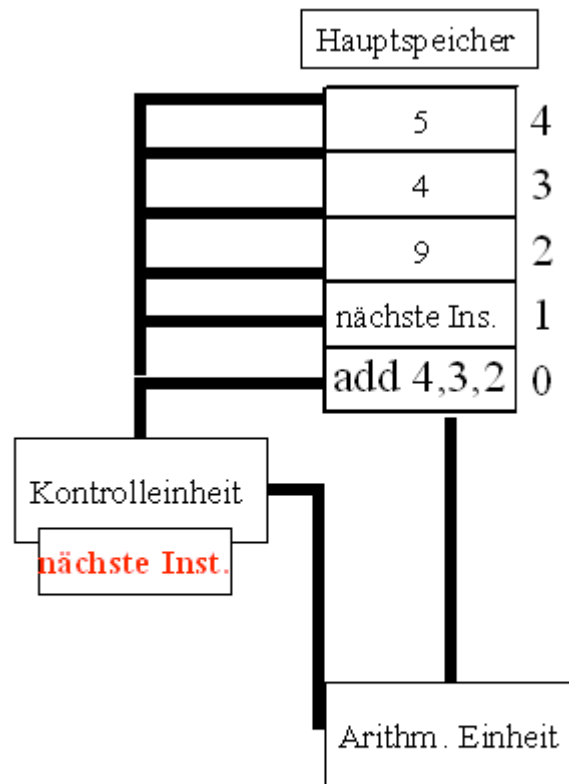 Hauptspeicher
5 4
4 3
9 2
nächste Ins. 1
add 4,3,2 0
Kontrolleinheit
nächste Inst.
Arithm. Einheit